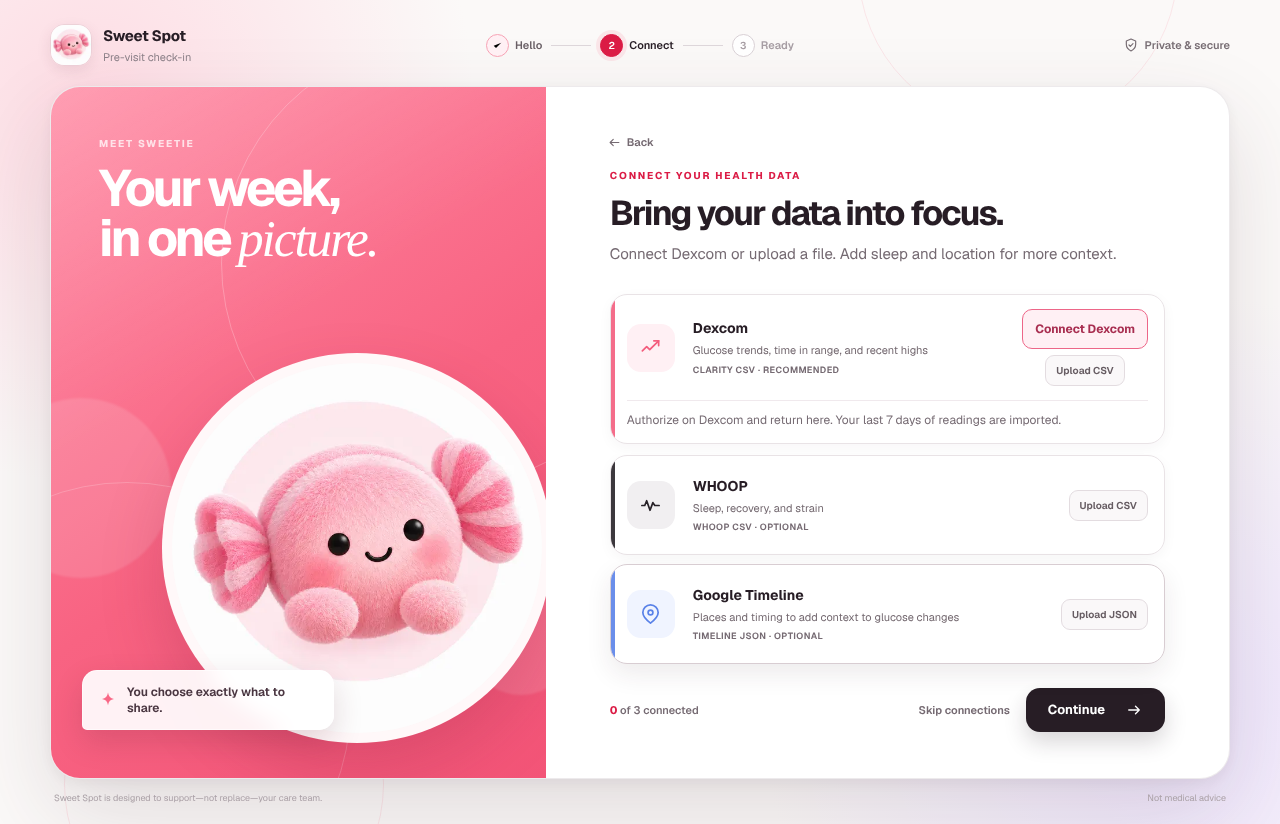 Sweet Spot
Pre-visit check-in
Hello
2 Connect
3 Ready
Private & secure
MEET SWEETIE
Your week,
in one picture.
You choose exactly what to
share.
Back
CONNECT YOUR HEALTH DATA
Bring your data into focus.
Connect Dexcom or upload a file. Add sleep and location for more context.
Dexcom
Glucose trends, time in range, and recent highs
CLARITY CSV · RECOMMENDED
Connect Dexcom
Upload CSV
Authorize on Dexcom and return here. Your last 7 days of readings are imported.
WHOOP
Sleep, recovery, and strain
WHOOP CSV · OPTIONAL
Upload CSV
Google Timeline
Places and timing to add context to glucose changes
TIMELINE JSON · OPTIONAL
Upload JSON
0 of 3 connected
Skip connections
Continue
Sweet Spot is designed to support—not replace—your care team.
Not medical advice